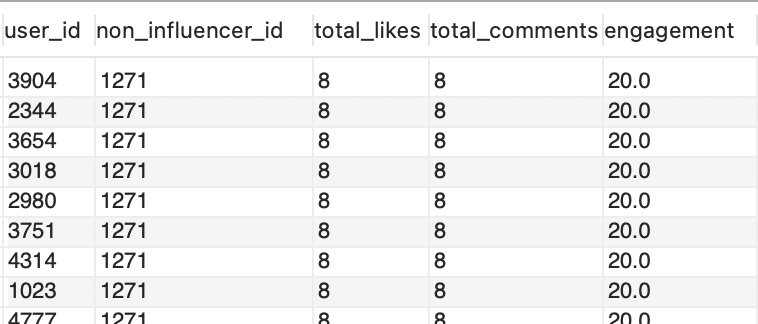 user_id non_influencer_id total_likes total_comments engagement
3904 1271 8 8 20.0
2344 1271 8 8 20.0
3654 1271 8 8 20.0
3018 1271 8 8 20.0
2980 1271 8 8 20.0
3751 1271 8 8 20.0
4314 1271 8 8 20.0
1023 1271 8 8 20.0
4777 1271 8 8 20.0